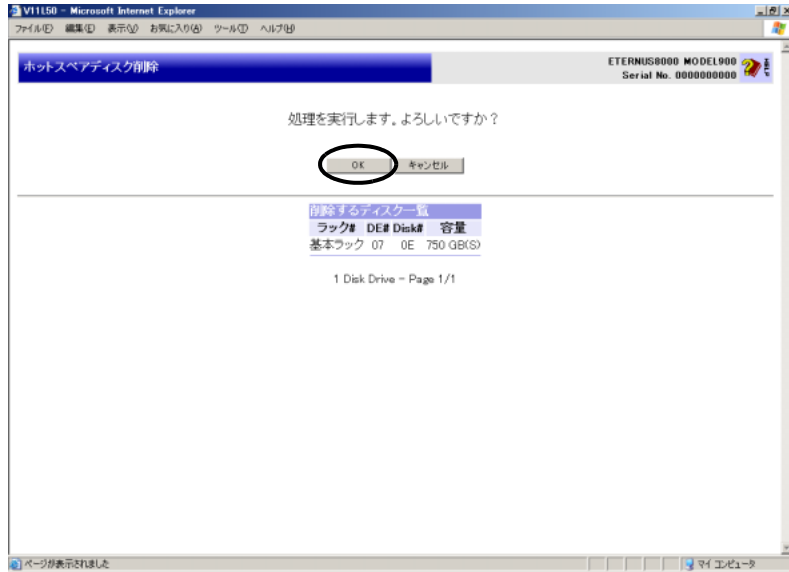 V11L50 - Microsoft Internet Explorer
ファイル(F) 編集(E) 表示(V) お気に入り(A) ツール(T) ヘルプ(H)
ホットスペアディスク削除
ETERNUS8000 MODEL900
Serial No. 0000000000
処理を実行します。よろしいですか？
OK キャンセル
削除するディスク一覧
ラック# DE# Disk# 容量
基本ラック 07 0E 750 GB(S)
1 Disk Drive - Page 1/1
ページが表示されました マイ コンピュータ